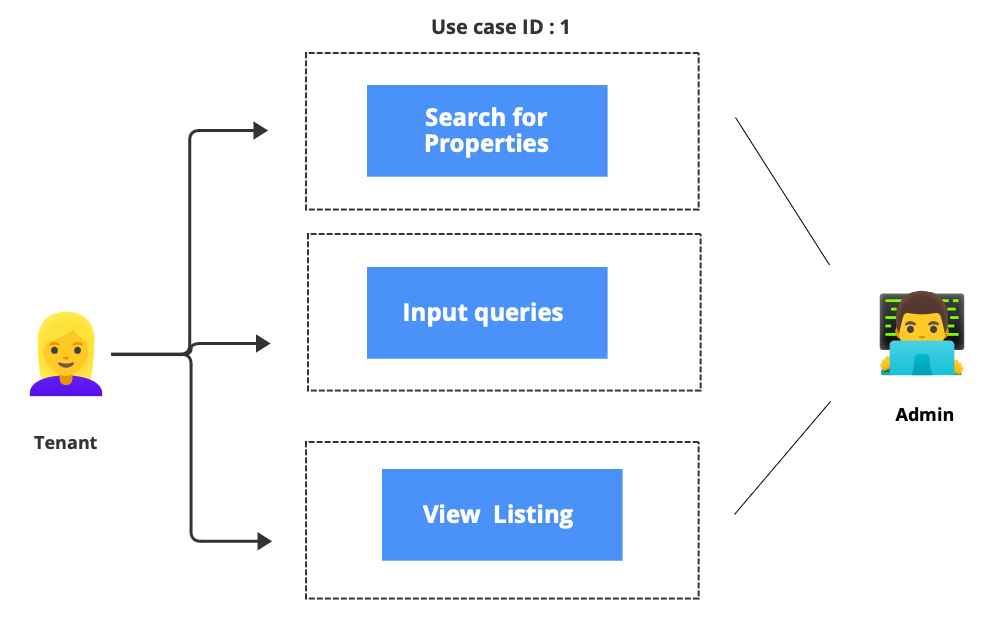 Use case ID : 1
Search for
Properties
Input queries
View  Listing
Tenant
Admin